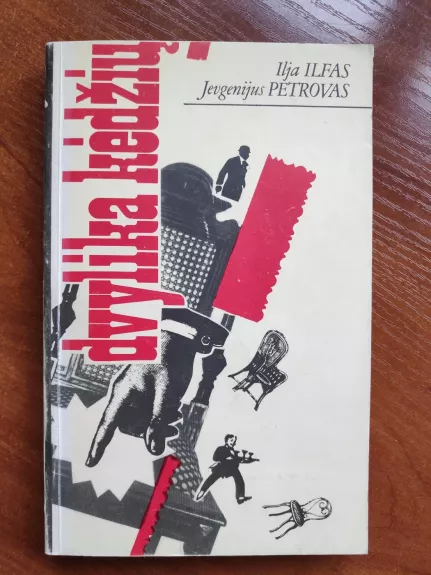 Ilja ILFAS
Jevgenijus PETROVAS
dvylika kėdžių